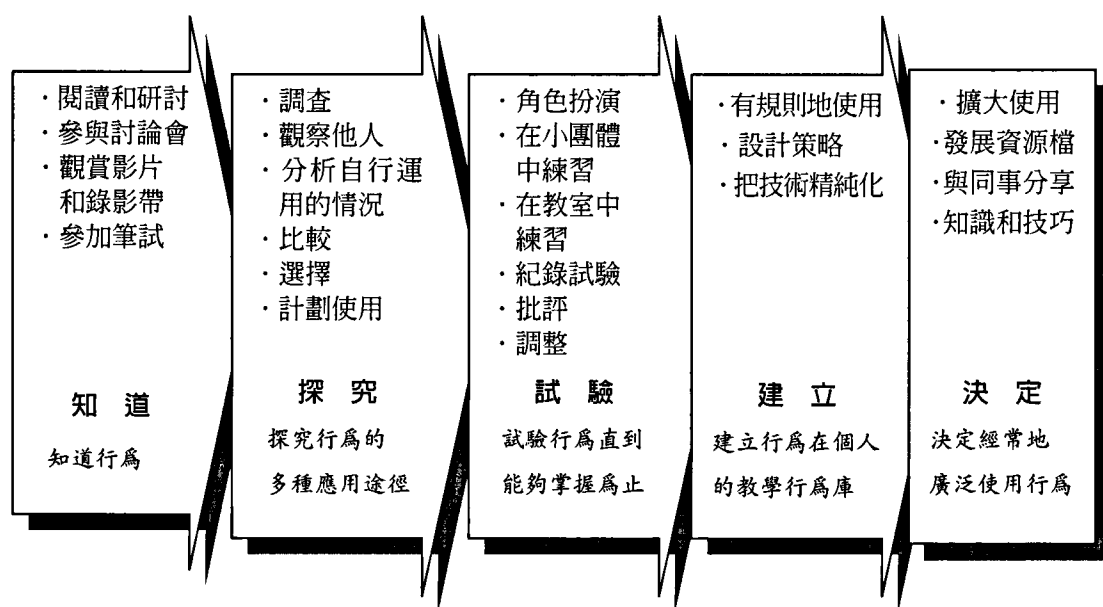 ·閱讀和研討
·參與討論會
·觀賞影片
和錄影帶
·參加筆試
知道
知道行爲
·調查
·觀察他人
·分析自行運
用的情況
·比較
·選擇
·計劃使用
探究
探究行爲的
多種應用途徑
·角色扮演
·在小團體
中練習
·在教室中
練習
·紀錄試驗
·批評
·調整
試驗
試驗行爲直到
能夠掌握爲止
·有規則地使用
·設計策略
·把技術精純化
建立
建立行爲在個人
的教學行爲庫
·擴大使用
·發展資源檔
·與同事分享
·知識和技巧
決定
決定經常地
廣泛使用行爲